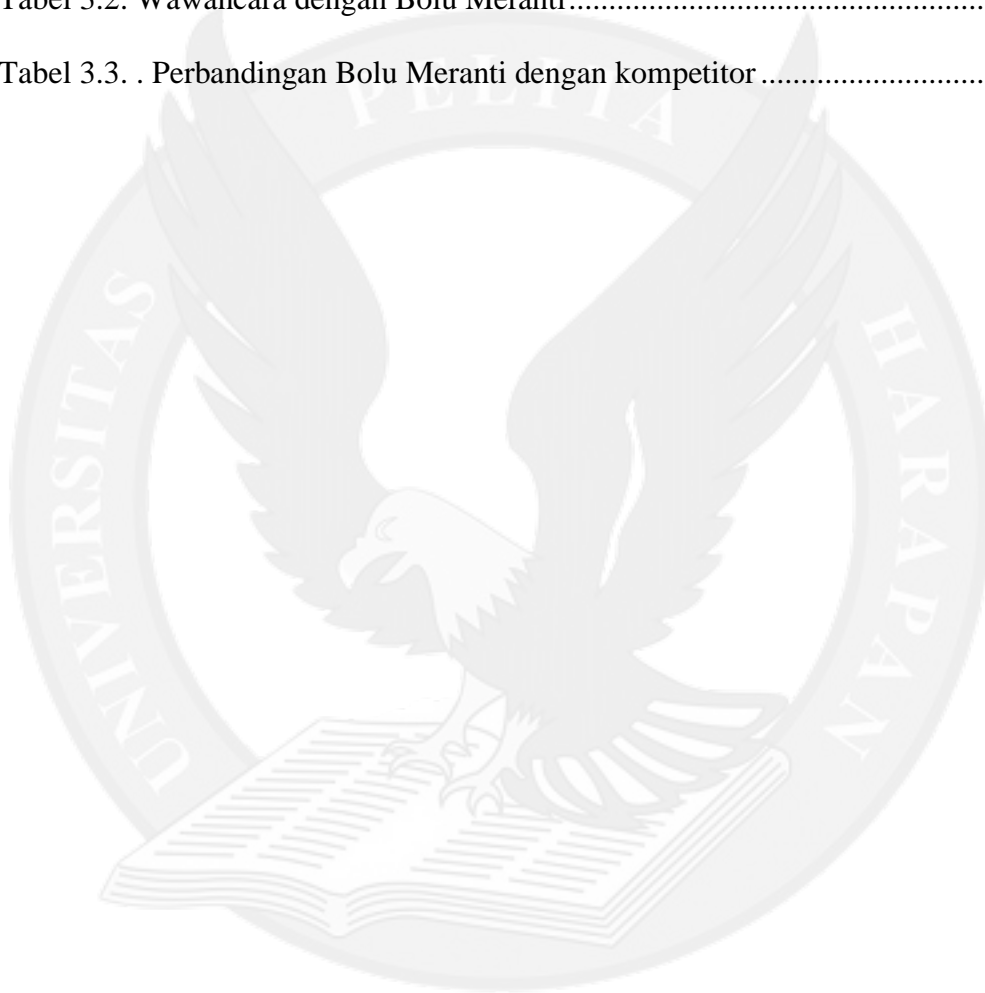 Tabel 3.2. Wawancara dengan Bolu Meranti................................................
Tabel 3.3. . Perbandingan Bolu Meranti dengan kompetitor..........................
UNIVERSITAS PELITA HARAPAN